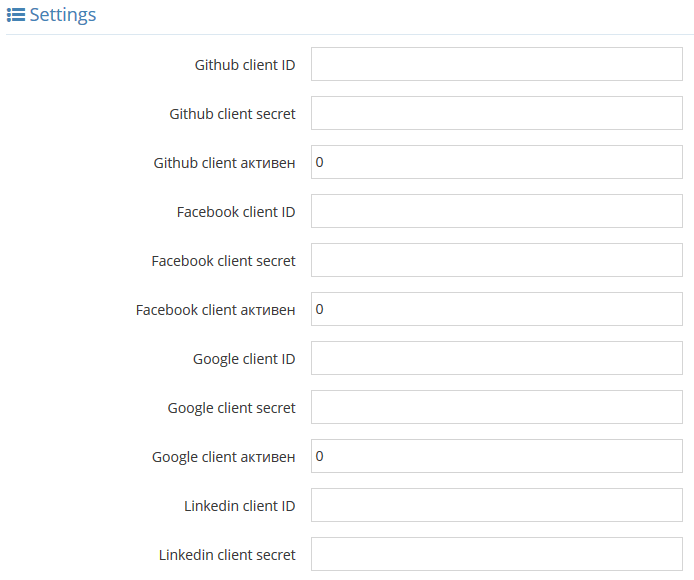 Settings
Github client ID
Github client secret
Github client активен 0
Facebook client ID
Facebook client secret
Facebook client активен 0
Google client ID
Google client secret
Google client активен 0
Linkedin client ID
Linkedin client secret